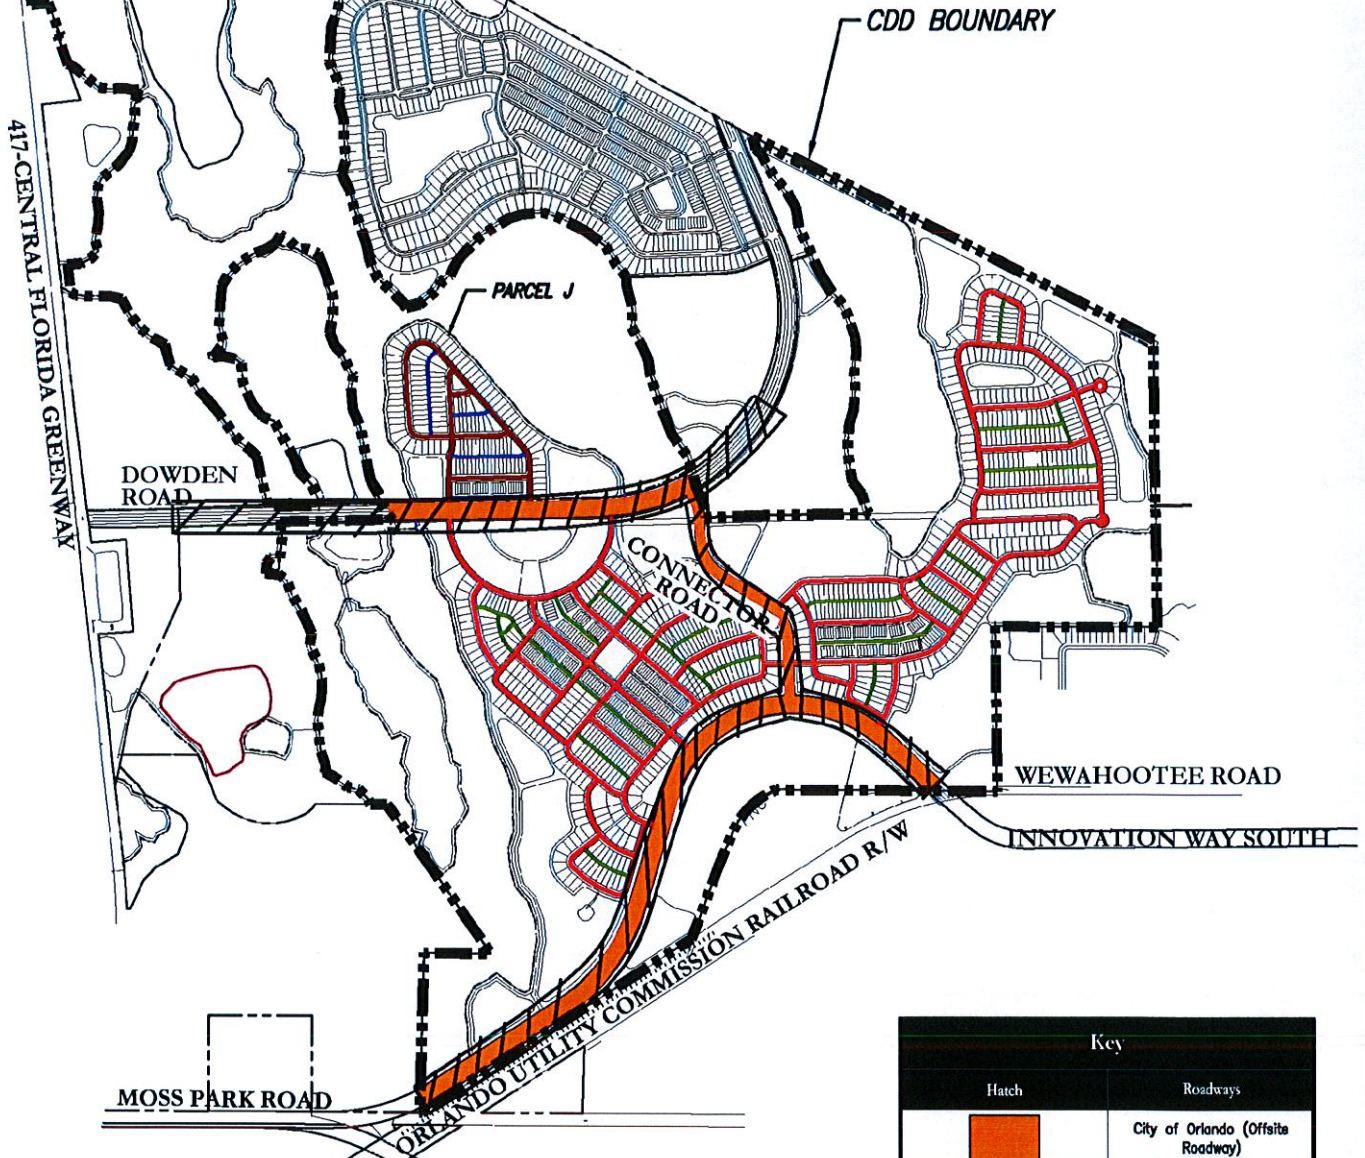 CDD BOUNDARY
417-CENTRAL FLORIDA GREENWAY
PARCEL J
DOWDEN
ROAD
CONNECTOR
ROAD
WEWAHOOTEE ROAD
INNOVATION WAY SOUTH
ORLANDO UTILITY COMMISSION RAILROAD R/W
MOSS PARK ROAD
Key
Hatch
Roadways
City of Orlando (Offsite
Roadway)